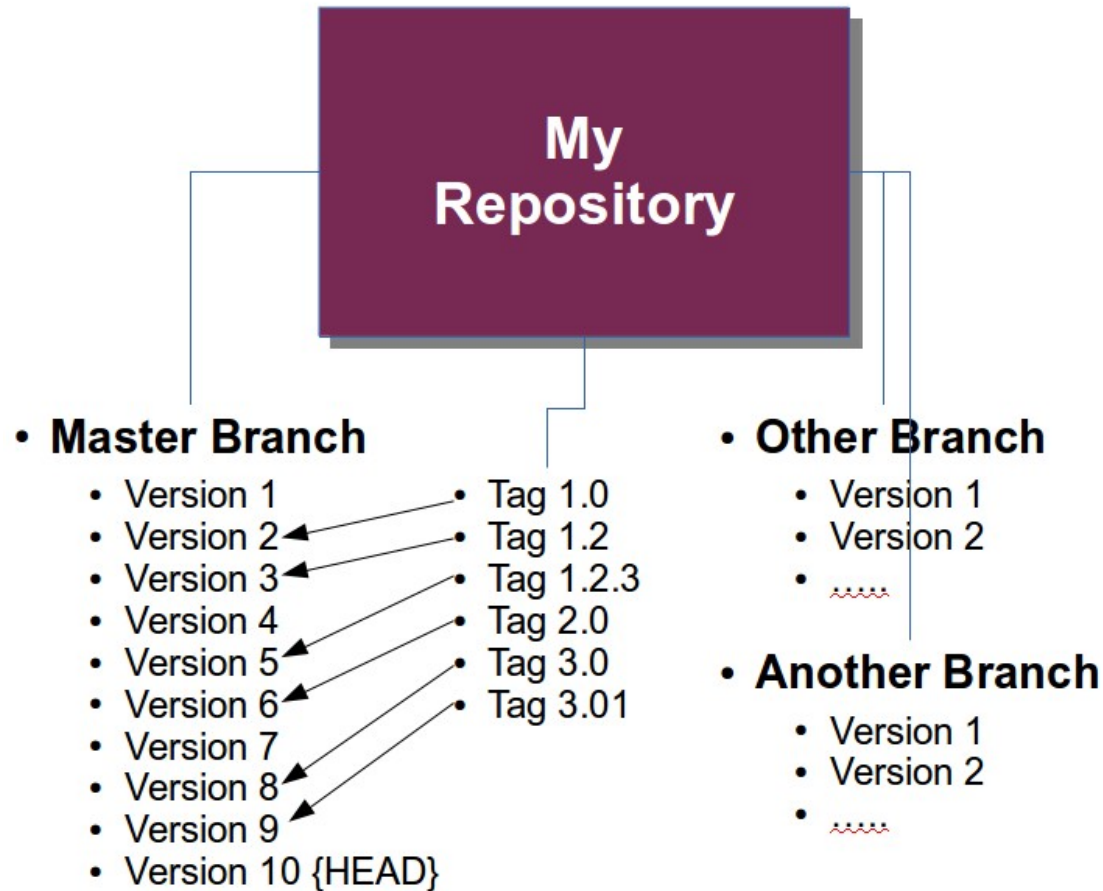 My
Repository
• Master Branch
• Version 1
• Version 2
• Version 3
• Version 4
• Version 5
• Version 6
• Version 7
• Version 8
• Version 9
• Version 10 {HEAD}
• Tag 1.0
• Tag 1.2
• Tag 1.2.3
• Tag 2.0
• Tag 3.0
• Tag 3.01
• Other Branch
• Version 1
• Version 2
• .....
• Another Branch
• Version 1
• Version 2
• .....